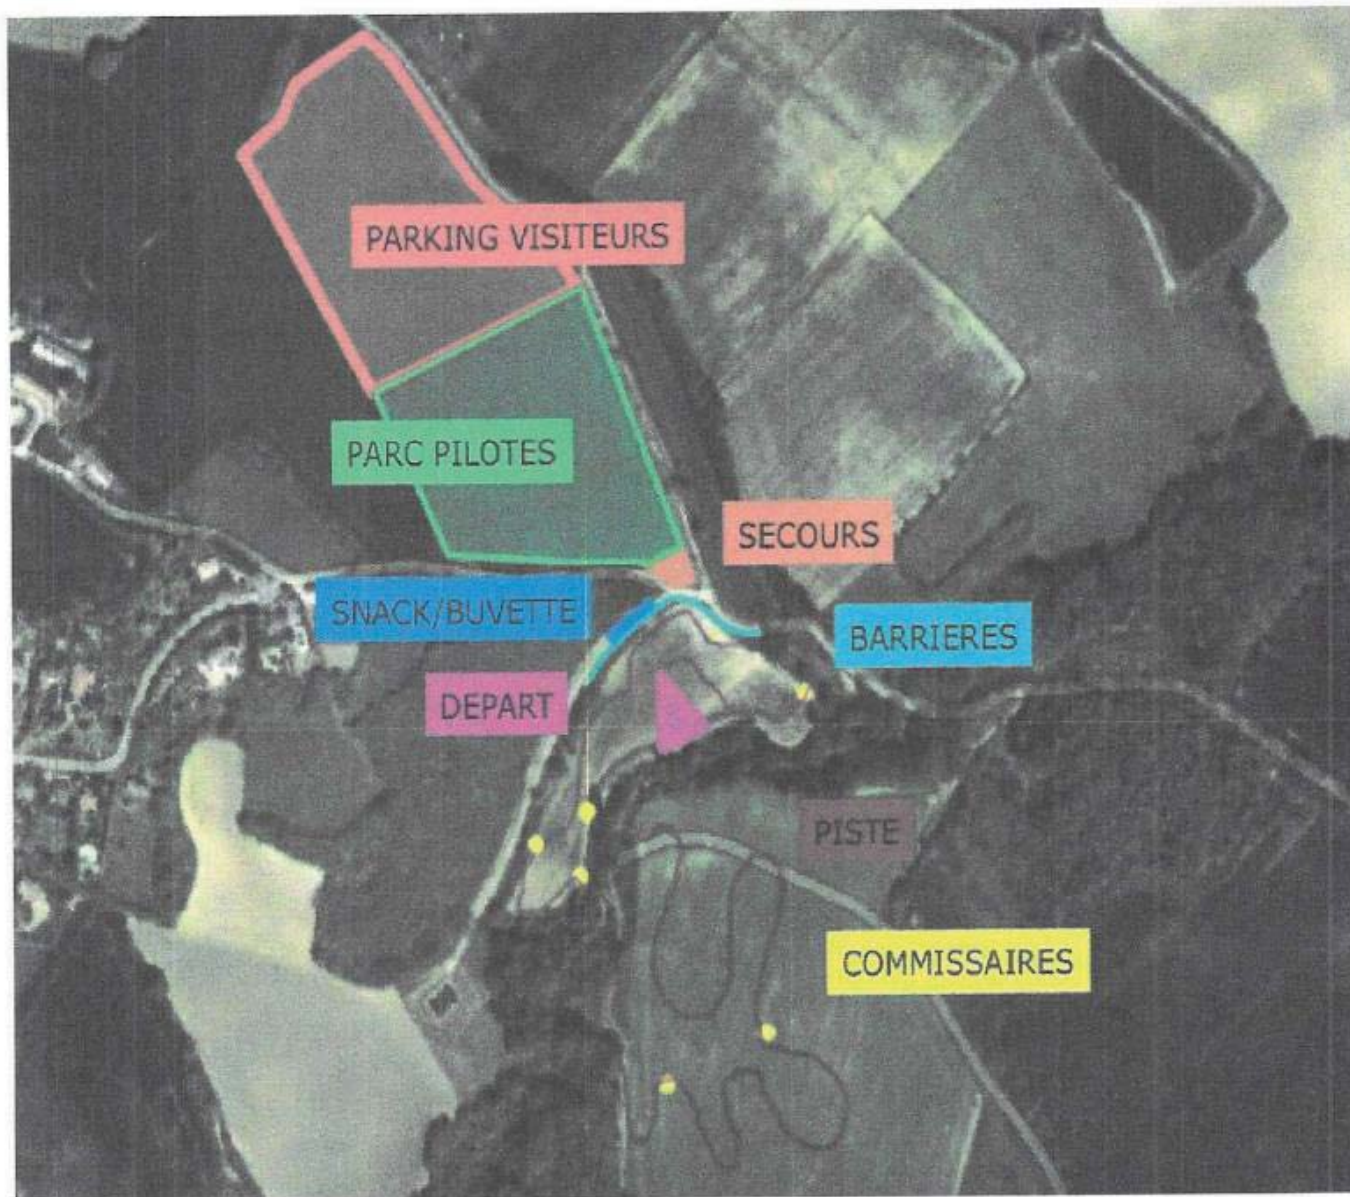 PARKING VISITEURS
PARC PILOTES
SECOURS
SNACK/BUVETTE
BARRIERES
DEPART
PISTE
COMMISSAIRES